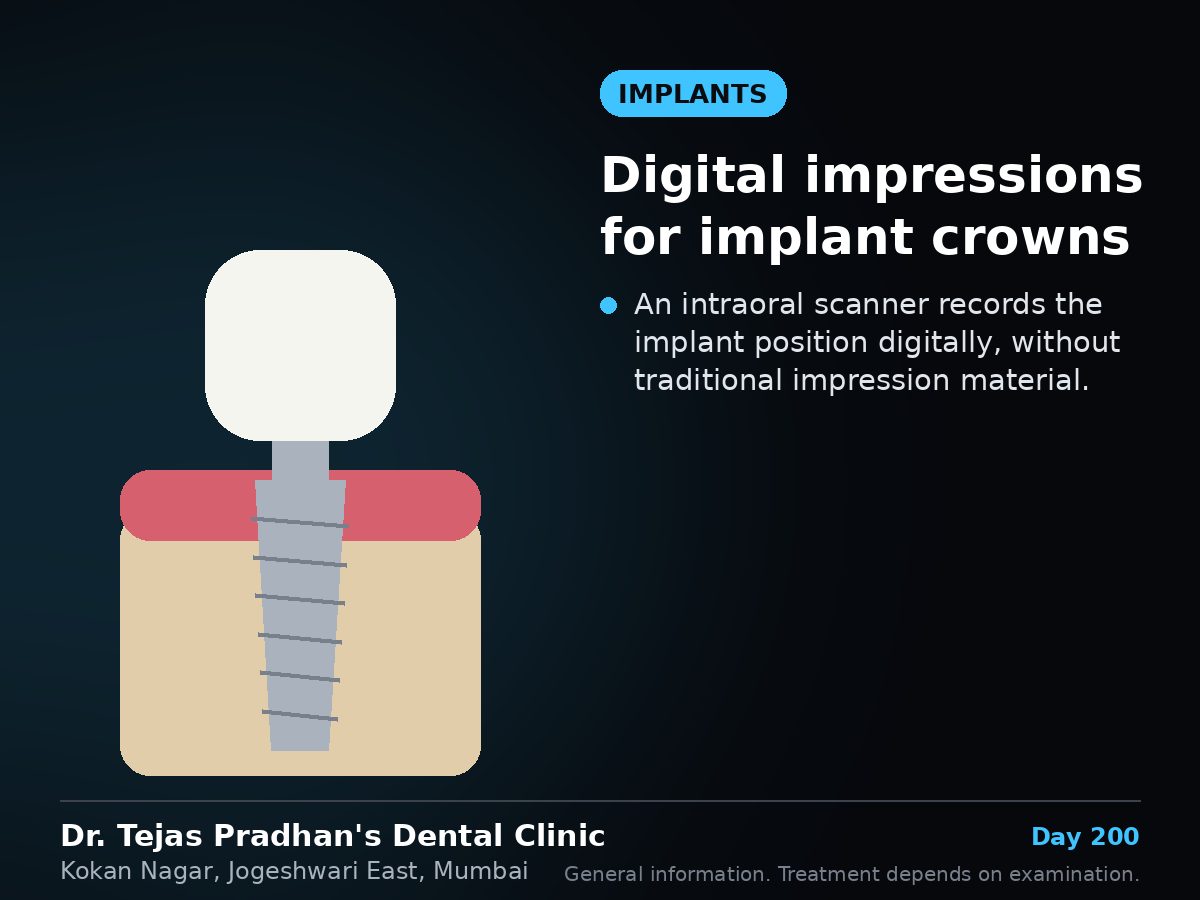 IMPLANTS
Digital impressions
for implant crowns
An intraoral scanner records the
implant position digitally, without
traditional impression material.
Dr. Tejas Pradhan's Dental Clinic
Day 200
Kokan Nagar, Jogeshwari East, Mumbai
General information. Treatment depends on examination.